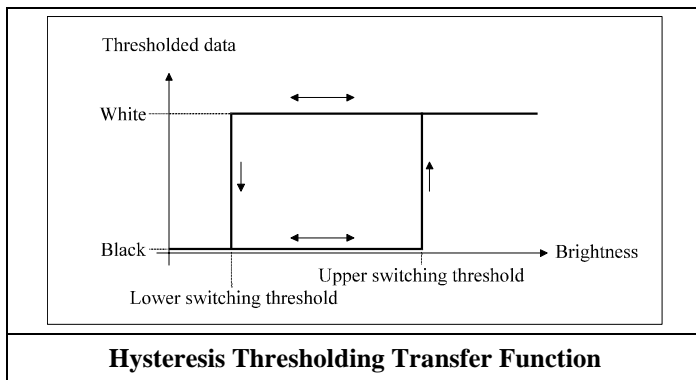 Thresholded data
White
Black
Brightness
Upper switching threshold
Lower switching threshold
Hysteresis Thresholding Transfer Function